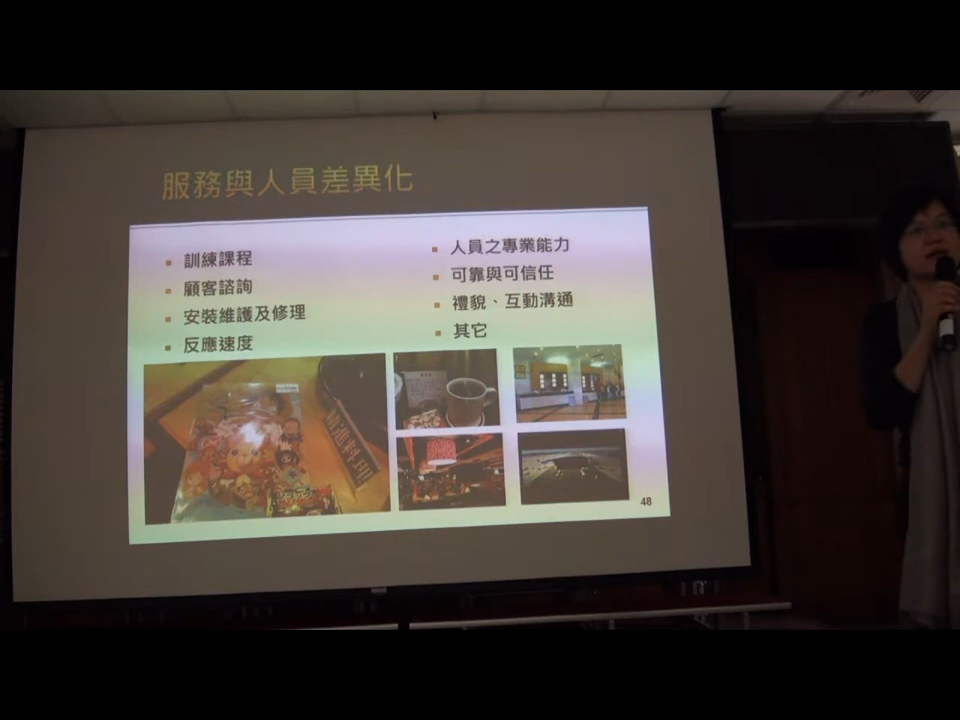 服務與人員差異化
訓練課程
顧客諮詢
安裝維護及修理
反應速度
人員之專業能力
可靠與可信任
禮貌、互動溝通
其它
48